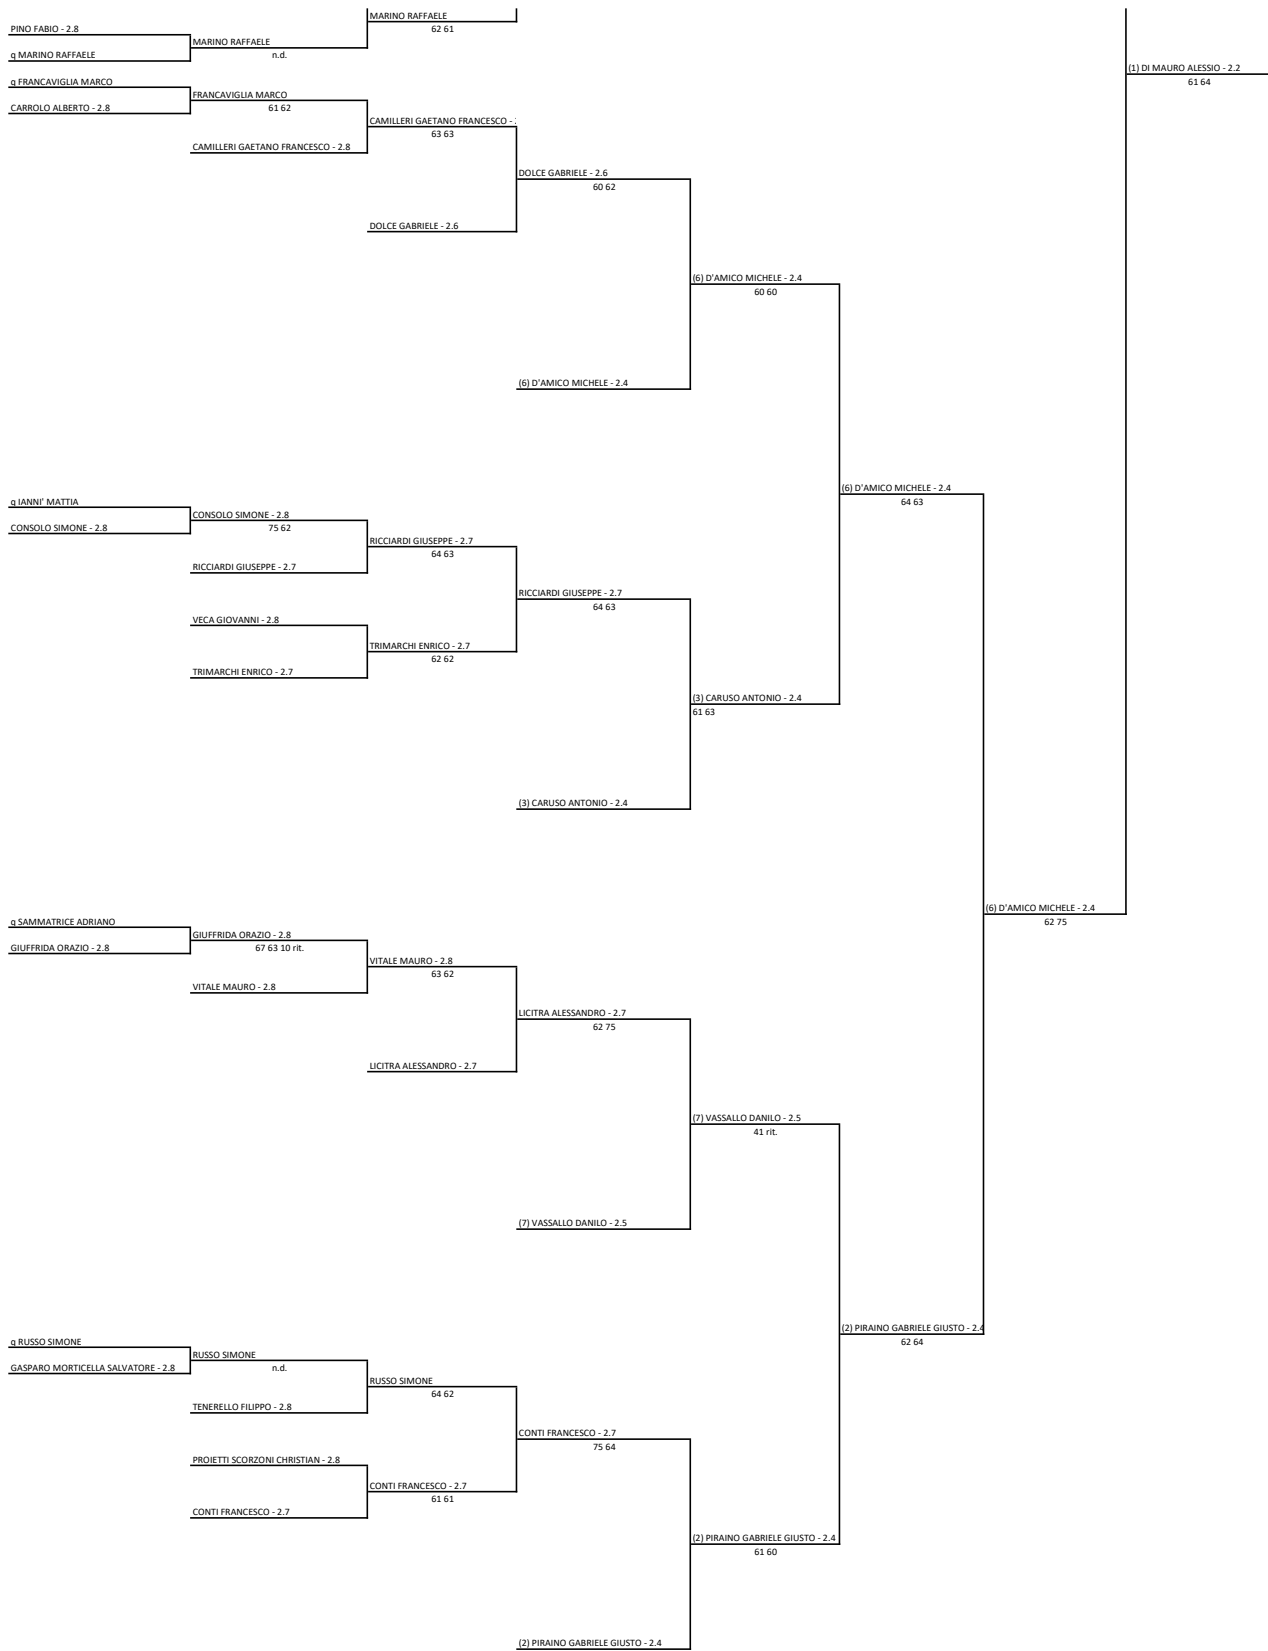 MARINO RAFFAELE
62 61
PINO FABIO - 2.8
MARINO RAFFAELE
n.d.
q MARINO RAFFAELE
(1) DI MAURO ALESSIO - 2.2
61 64
q FRANCAVIGLIA MARCO
FRANCAVIGLIA MARCO
61 62
CARROLO ALBERTO - 2.8
CAMILLERI GAETANO FRANCESCO -
63 63
CAMILLERI GAETANO FRANCESCO - 2.8
DOLCE GABRIELE - 2.6
60 62
DOLCE GABRIELE - 2.6
(6) D'AMICO MICHELE - 2.4
60 60
(6) D'AMICO MICHELE - 2.4
(6) D'AMICO MICHELE - 2.4
64 63
q IANNI' MATTIA
CONSOLO SIMONE - 2.8
75 62
CONSOLO SIMONE - 2.8
RICCIARDI GIUSEPPE - 2.7
64 63
RICCIARDI GIUSEPPE - 2.7
RICCIARDI GIUSEPPE - 2.7
64 63
VECA GIOVANNI - 2.8
TRIMARCHI ENRICO - 2.7
62 62
TRIMARCHI ENRICO - 2.7
(3) CARUSO ANTONIO - 2.4
61 63
(3) CARUSO ANTONIO - 2.4
(6) D'AMICO MICHELE - 2.4
62 75
q SAMMATRICE ADRIANO
GIUFFRIDA ORAZIO - 2.8
67 63 10 rit.
GIUFFRIDA ORAZIO - 2.8
VITALE MAURO - 2.8
63 62
VITALE MAURO - 2.8
LICITRA ALESSANDRO - 2.7
62 75
LICITRA ALESSANDRO - 2.7
(7) VASSALLO DANILO - 2.5
41 rit.
(7) VASSALLO DANILO - 2.5
(2) PIRAINO GABRIELE GIUSTO - 2.4
62 64
q RUSSO SIMONE
RUSSO SIMONE
n.d.
GASPARO MORTICELLA SALVATORE - 2.8
RUSSO SIMONE
64 62
TENERELLO FILIPPO - 2.8
CONTI FRANCESCO - 2.7
75 64
PROIETTI SCORZONI CHRISTIAN - 2.8
CONTI FRANCESCO - 2.7
61 61
CONTI FRANCESCO - 2.7
(2) PIRAINO GABRIELE GIUSTO - 2.4
61 60
(2) PIRAINO GABRIELE GIUSTO - 2.4